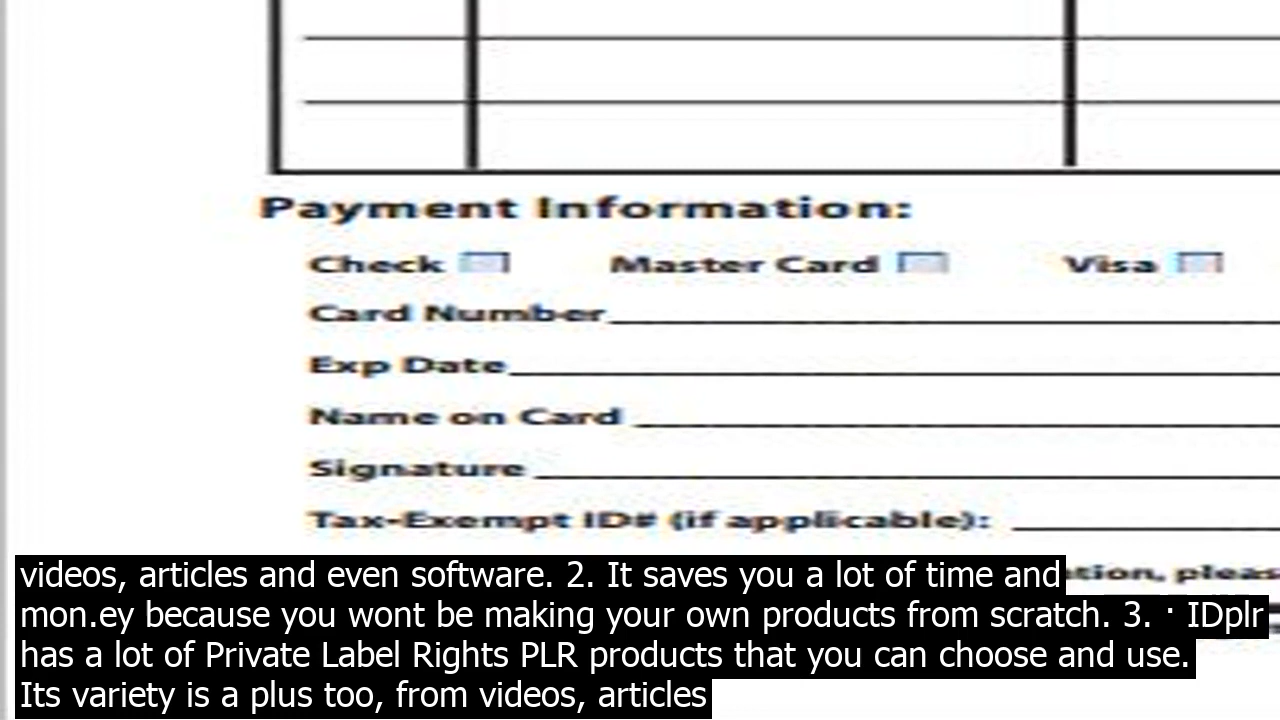 Payment Information:
Check Master Card Visa
Card Number
Exp Date
Name on Card
Signature
Tax-Exempt ID# (if applicable):
videos, articles and even software. 2. It saves you a lot of time and
mon.ey because you wont be making your own products from scratch. 3. · IDplr
has a lot of Private Label Rights PLR products that you can choose and use.
Its variety is a plus too, from videos, articles